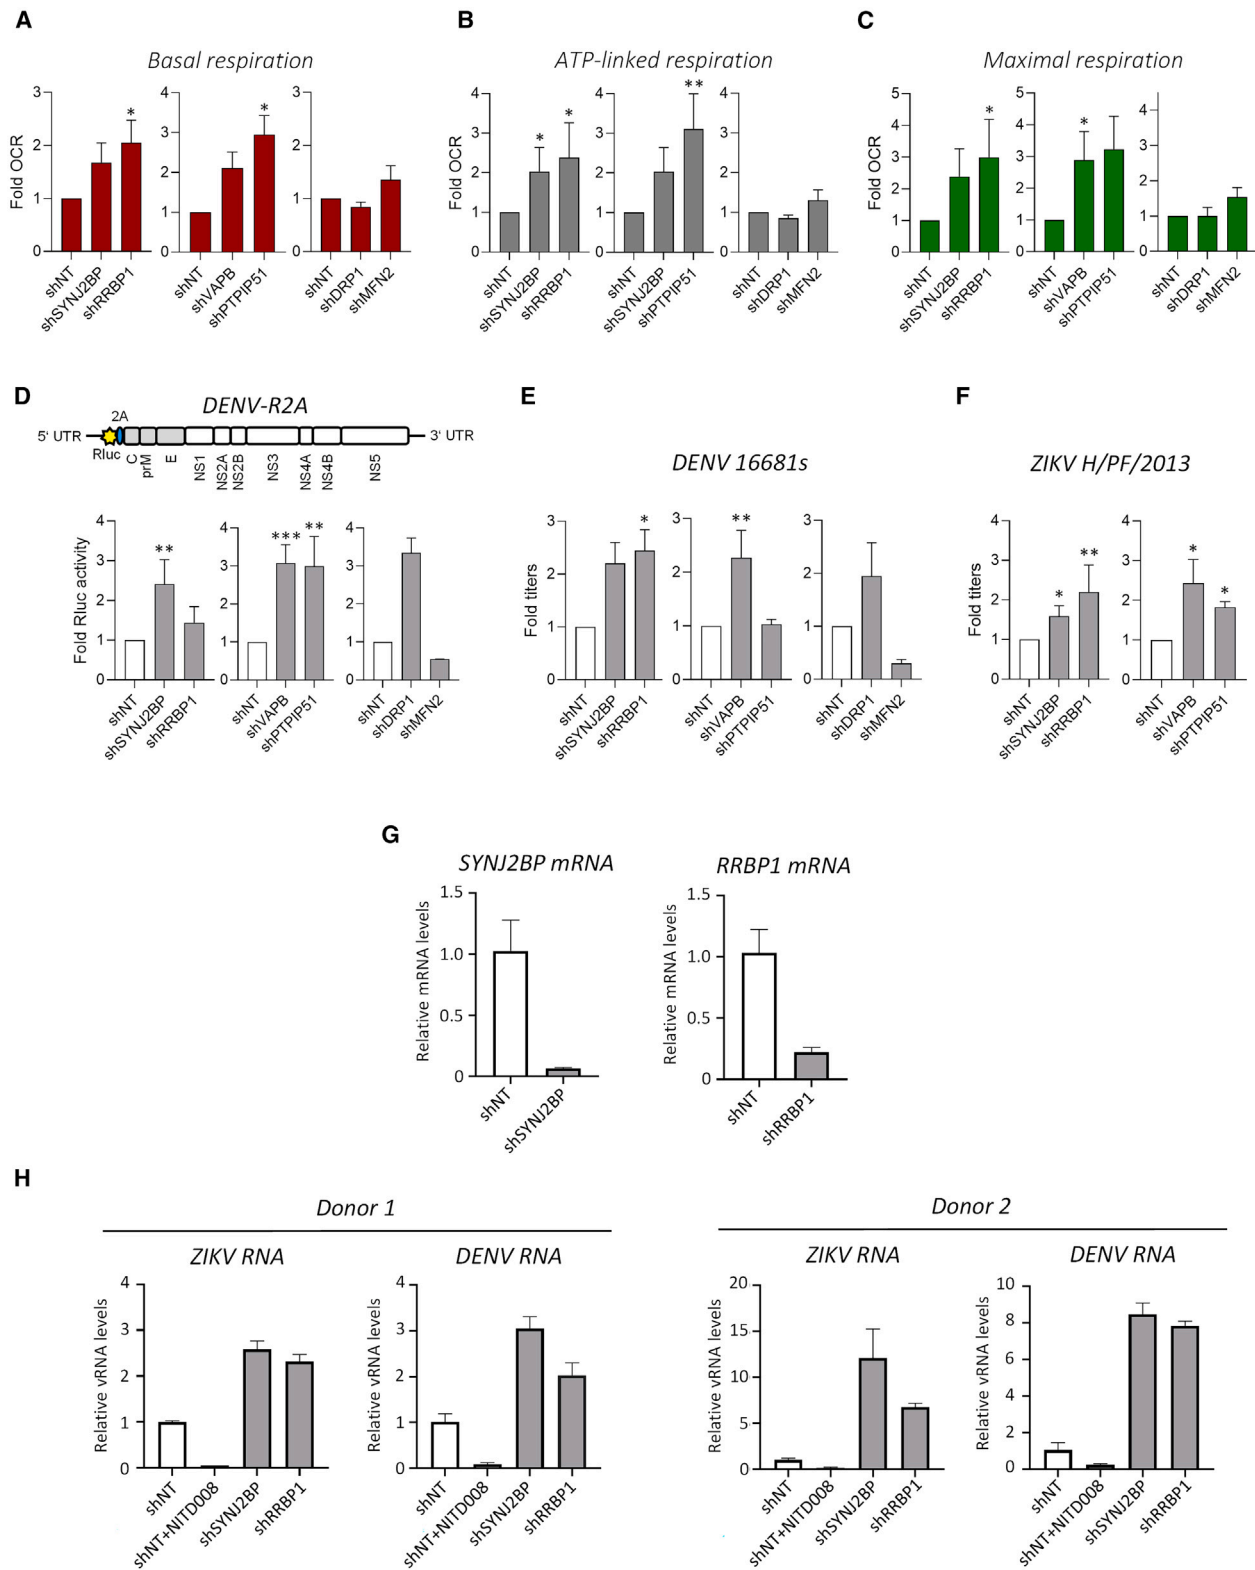 A
Basal respiration
Fold OCR
3
2
1
0
shNT
shSYNJ2BP
shRRBP1
*
4
3
2
1
0
shNT
shVAPB
shPTPIP51
*
3
2
1
0
shNT
shDRP1
shMFN2
B
ATP-linked respiration
Fold OCR
4
3
2
1
0
shNT
shSYNJ2BP
shRRBP1
*
*
4
3
2
1
0
shNT
shSYNJ2BP
shPTPIP51
**
4
3
2
1
0
shNT
shDRP1
shMFN2
C
Maximal respiration
Fold OCR
5
4
3
2
1
0
shNT
shSYNJ2BP
shRRBP1
*
5
4
3
2
1
0
shNT
shVAPB
shPTPIP51
*
4
3
2
1
0
shNT
shDRP1
shMFN2
D
DENV-R2A
2A
5‘ UTR
3‘ UTR
Rluc
C
prM
E
NS1
NS2A
NS2B
NS3
NS4A
NS4B
NS5
Fold Rluc activity
4
3
2
1
0
shNT
shSYNJ2BP
shRRBP1
**
4
3
2
1
0
shNT
shVAPB
shPTPIP51
***
**
4
3
2
1
0
shNT
shDRP1
shMFN2
E
DENV 16681s
Fold titers
3
2
1
0
shNT
shSYNJ2BP
shRRBP1
*
3
2
1
0
shNT
shVAPB
shPTPIP51
**
3
2
1
0
shNT
shDRP1
shMFN2
F
ZIKV H/PF/2013
Fold titers
4
3
2
1
0
shNT
shSYNJ2BP
shRRBP1
*
**
4
3
2
1
0
shNT
shVAPB
shPTPIP51
*
*
G
SYNJ2BP mRNA
Relative mRNA levels
1.5
1.0
0.5
0
shNT
shSYNJ2BP
RRBP1 mRNA
Relative mRNA levels
1.5
1.0
0.5
0
shNT
shRRBP1
H
Donor 1
ZIKV RNA
Relative vRNA levels
4
3
2
1
0
shNT
shNT+NITD008
shSYNJ2BP
shRRBP1
DENV RNA
Relative vRNA levels
4
3
2
1
0
shNT
shNT+NITD008
shSYNJ2BP
shRRBP1
Donor 2
ZIKV RNA
Relative vRNA levels
20
15
10
5
0
shNT
shNT+NITD008
shSYNJ2BP
shRRBP1
DENV RNA
Relative vRNA levels
10
8
6
4
2
0
shNT
shNT+NITD008
shSYNJ2BP
shRRBP1